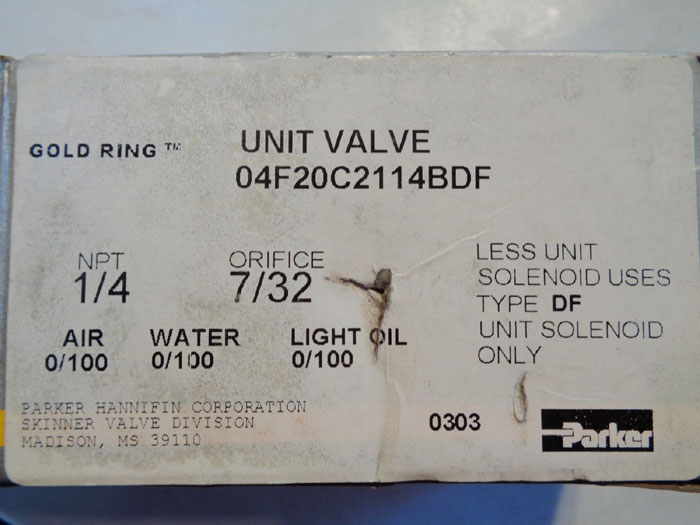 GOLD RING ™
UNIT VALVE
04F20C2114BDF
NPT
1/4
ORIFICE
7/32
LESS UNIT
SOLENOID USES
TYPE DF
UNIT SOLENOID
ONLY
AIR
0/100
WATER
0/100
LIGHT OIL
0/100
PARKER HANNIFIN CORPORATION
SKINNER VALVE DIVISION
MADISON, MS 39110
0303
Parker